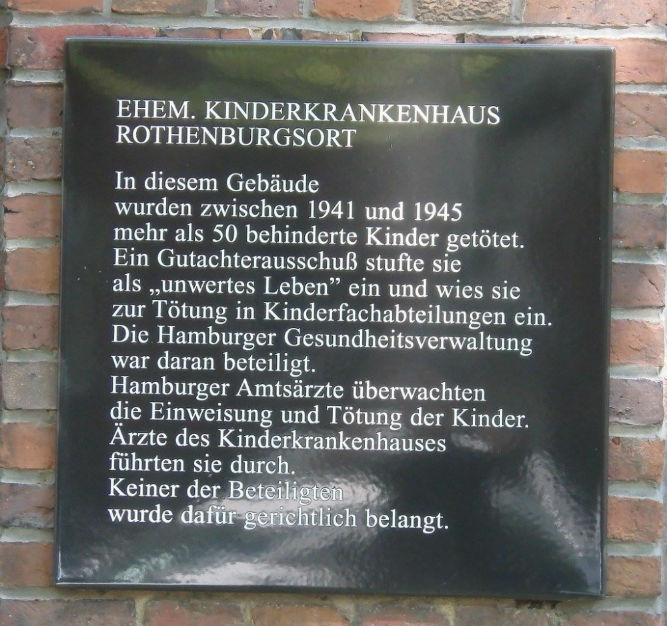 EHEM. KINDERKRANKENHAUS
ROTHENBURGSORT
In diesem Gebäude
wurden zwischen 1941 und 1945
mehr als 50 behinderte Kinder getötet.
Ein Gutachterausschuß stufte sie
als „unwertes Leben” ein und wies sie
zur Tötung in Kinderfachabteilungen ein.
Die Hamburger Gesundheitsverwaltung
war daran beteiligt.
Hamburger Amtsärzte überwachten
die Einweisung und Tötung der Kinder.
Ärzte des Kinderkrankenhauses
führten sie durch.
Keiner der Beteiligten
wurde dafür gerichtlich belangt.